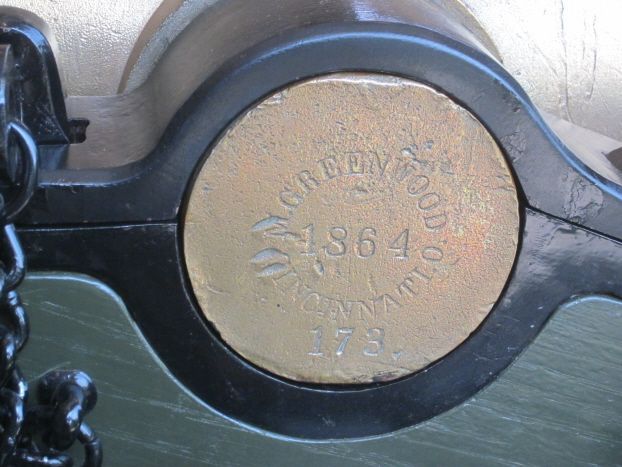 M. GREENWOOD
1864
CINCINNATI O.
173.